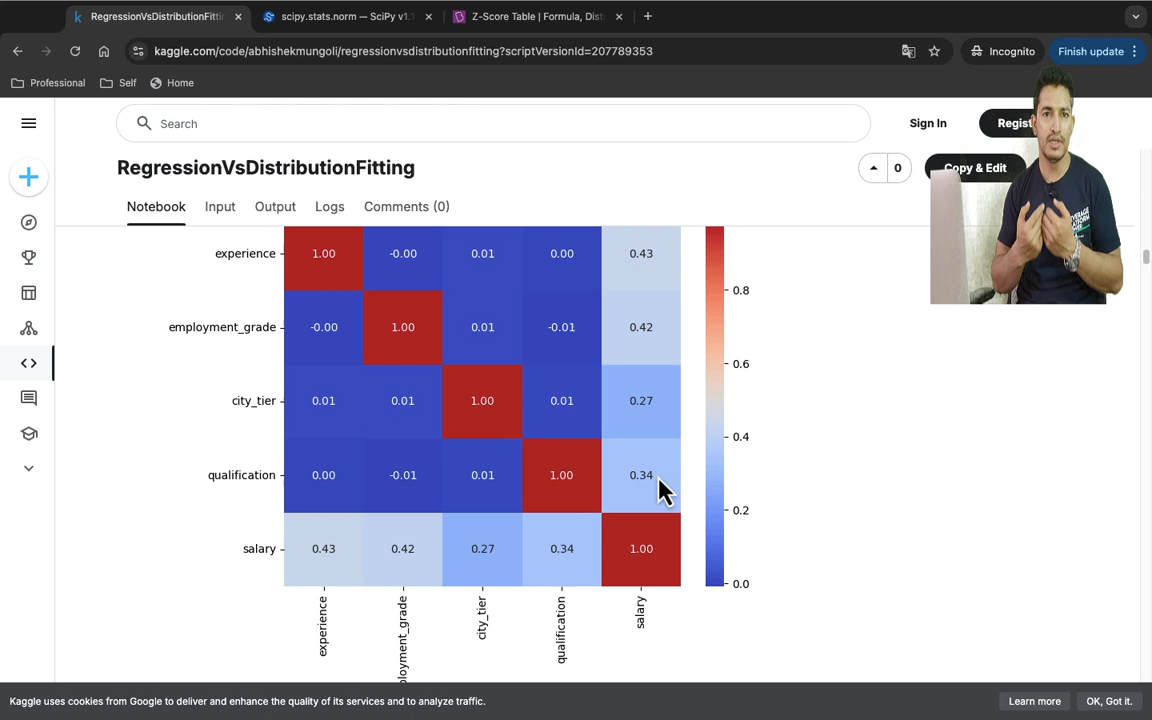 RegressionVsDistributionFitti
scipy.stats.norm — SciPy v1.1
Z-Score Table | Formula, Dist
kaggle.com/code/abhishekmungoli/regressionvsdistributionfitting?scriptVersionId=207789353
Incognito
Finish update
Professional
Self
Home
Search
Sign In
Regist
RegressionVsDistributionFitting
0
Copy & Edit
Notebook
Input
Output
Logs
Comments (0)
experience
1.00 -0.00 0.01 0.00 0.43
0.8
employment_grade
-0.00 1.00 0.01 -0.01 0.42
0.6
city_tier
0.01 0.01 1.00 0.01 0.27
0.4
qualification
0.00 -0.01 0.01 1.00 0.34
0.2
salary
0.43 0.42 0.27 0.34 1.00
0.0
experience
loyment_grade
city_tier
qualification
salary
PLATFORM
Kaggle uses cookies from Google to deliver and enhance the quality of its services and to analyze traffic.
Learn more
OK, Got it.